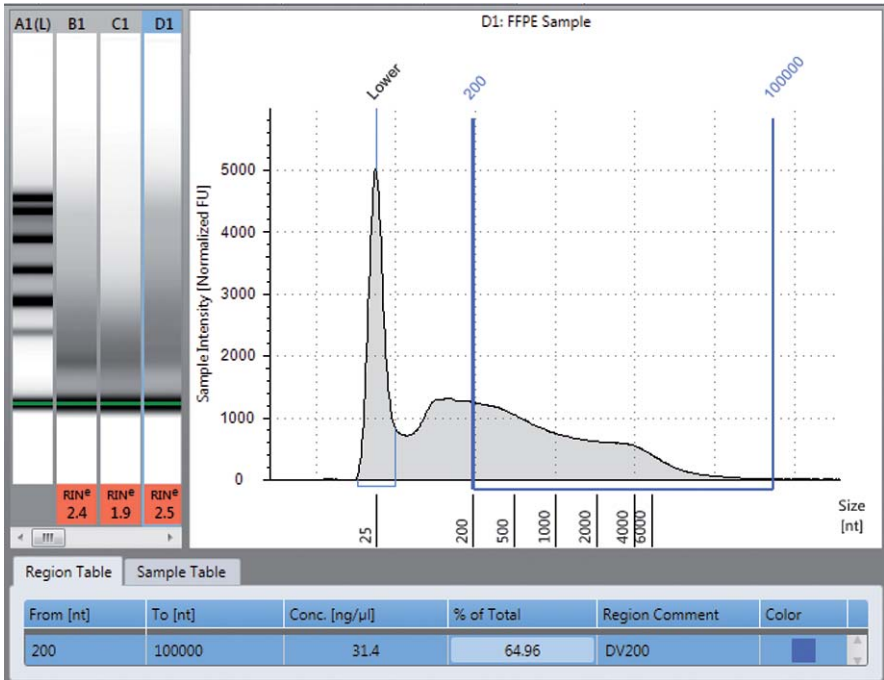 A1(L) B1 C1 D1
RINe RINe RINe
2.4 1.9 2.5
D1: FFPE Sample
Lower 200 100000
Sample Intensity [Normalized FU]
5000
4000
3000
2000
1000
0
25 200 500 1000 2000 4000 6000
Size
[nt]
Region Table Sample Table
From [nt] To [nt] Conc. [ng/µl] % of Total Region Comment Color
200 100000 31.4 64.96 DV200